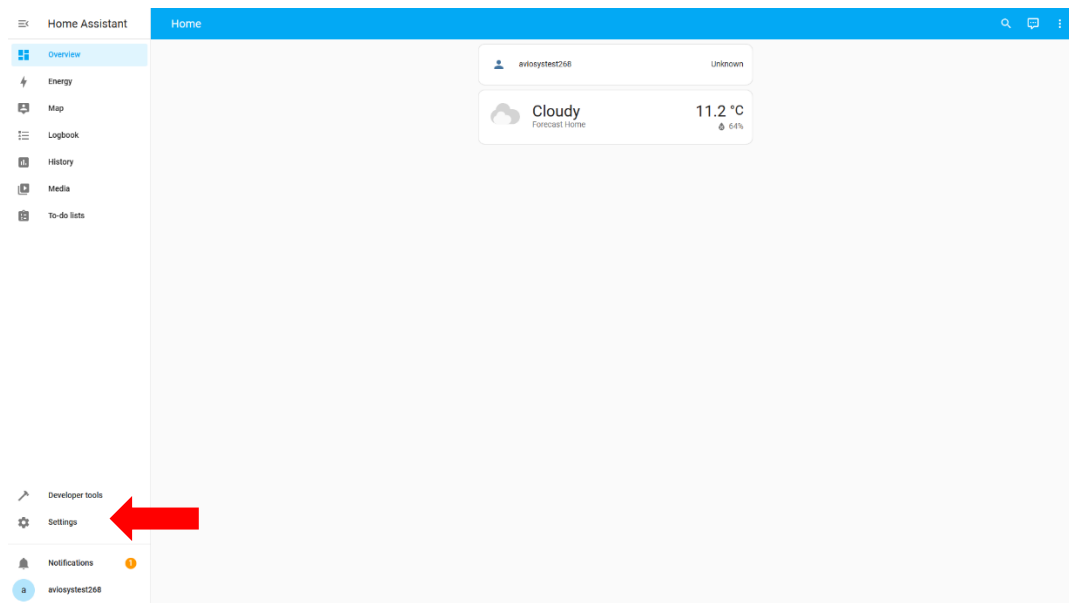 Home Assistant
Home
Overview
Energy
Map
Logbook
History
Media
To-do lists
aviosystest268 Unknown
Cloudy 11.2 °C
Forecast Home 64%
Developer tools
Settings
Notifications 1
a aviosystest268